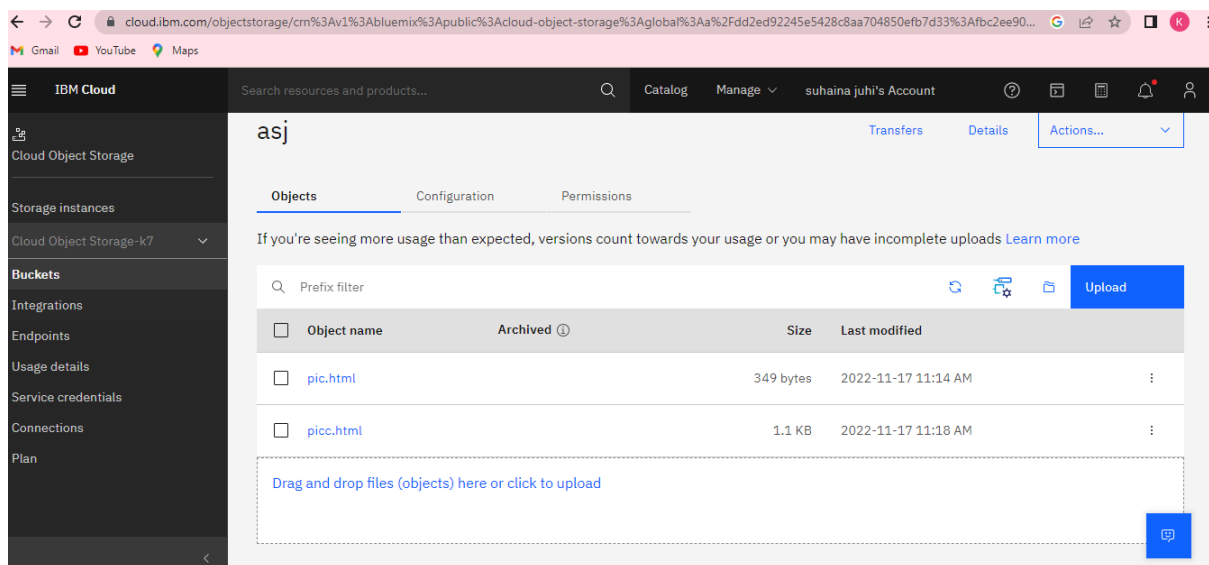 cloud.ibm.com/objectstorage/crn%3Av1%3Abluemix%3Apublic%3Acloud-object-storage%3Aglobal%3Aa%2Fdd2ed92245e5428c8aa704850efb7d33%3Afbc2ee90...
G
K
Gmail YouTube Maps
IBM Cloud
Search resources and products...
Catalog
Manage
suhaina juhi's Account
Cloud Object Storage
Storage instances
Cloud Object Storage-k7
Buckets
Integrations
Endpoints
Usage details
Service credentials
Connections
Plan
asj
Transfers
Details
Actions...
Objects Configuration Permissions
If you're seeing more usage than expected, versions count towards your usage or you may have incomplete uploads Learn more
Prefix filter
Upload
Object name Archived Size Last modified
pic.html 349 bytes 2022-11-17 11:14 AM
picc.html 1.1 KB 2022-11-17 11:18 AM
Drag and drop files (objects) here or click to upload